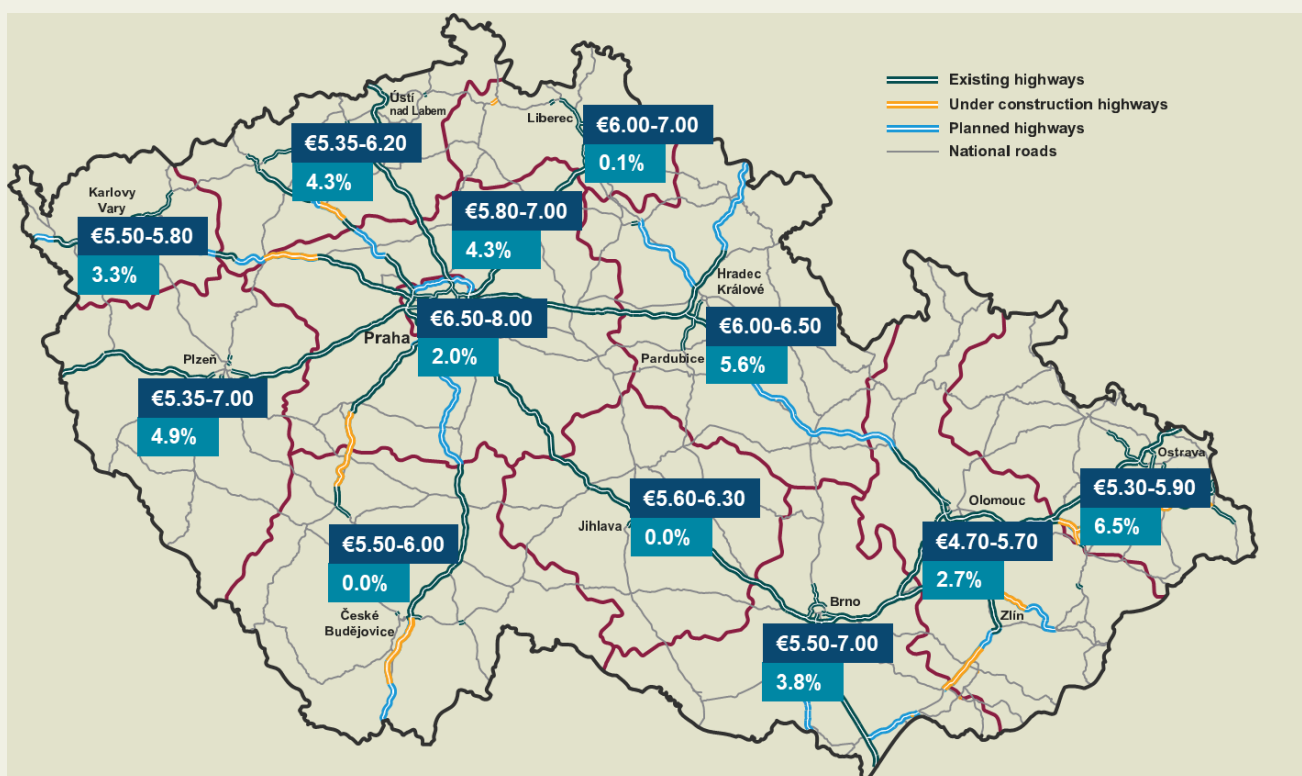 Existing highways
Under construction highways
Planned highways
National roads
Ústí
nad Labem
Liberec
€6.00-7.00
0.1%
€5.35-6.20
4.3%
Karlovy
Vary
€5.50-5.80
3.3%
€5.80-7.00
4.3%
Hradec
Králové
Praha
€6.50-8.00
2.0%
€6.00-6.50
5.6%
Pardubice
Plzeň
€5.35-7.00
4.9%
Ostrava
€5.30-5.90
6.5%
Jihlava
€5.60-6.30
0.0%
Olomouc
€4.70-5.70
2.7%
€5.50-6.00
0.0%
České
Budějovice
Brno
Zlín
€5.50-7.00
3.8%